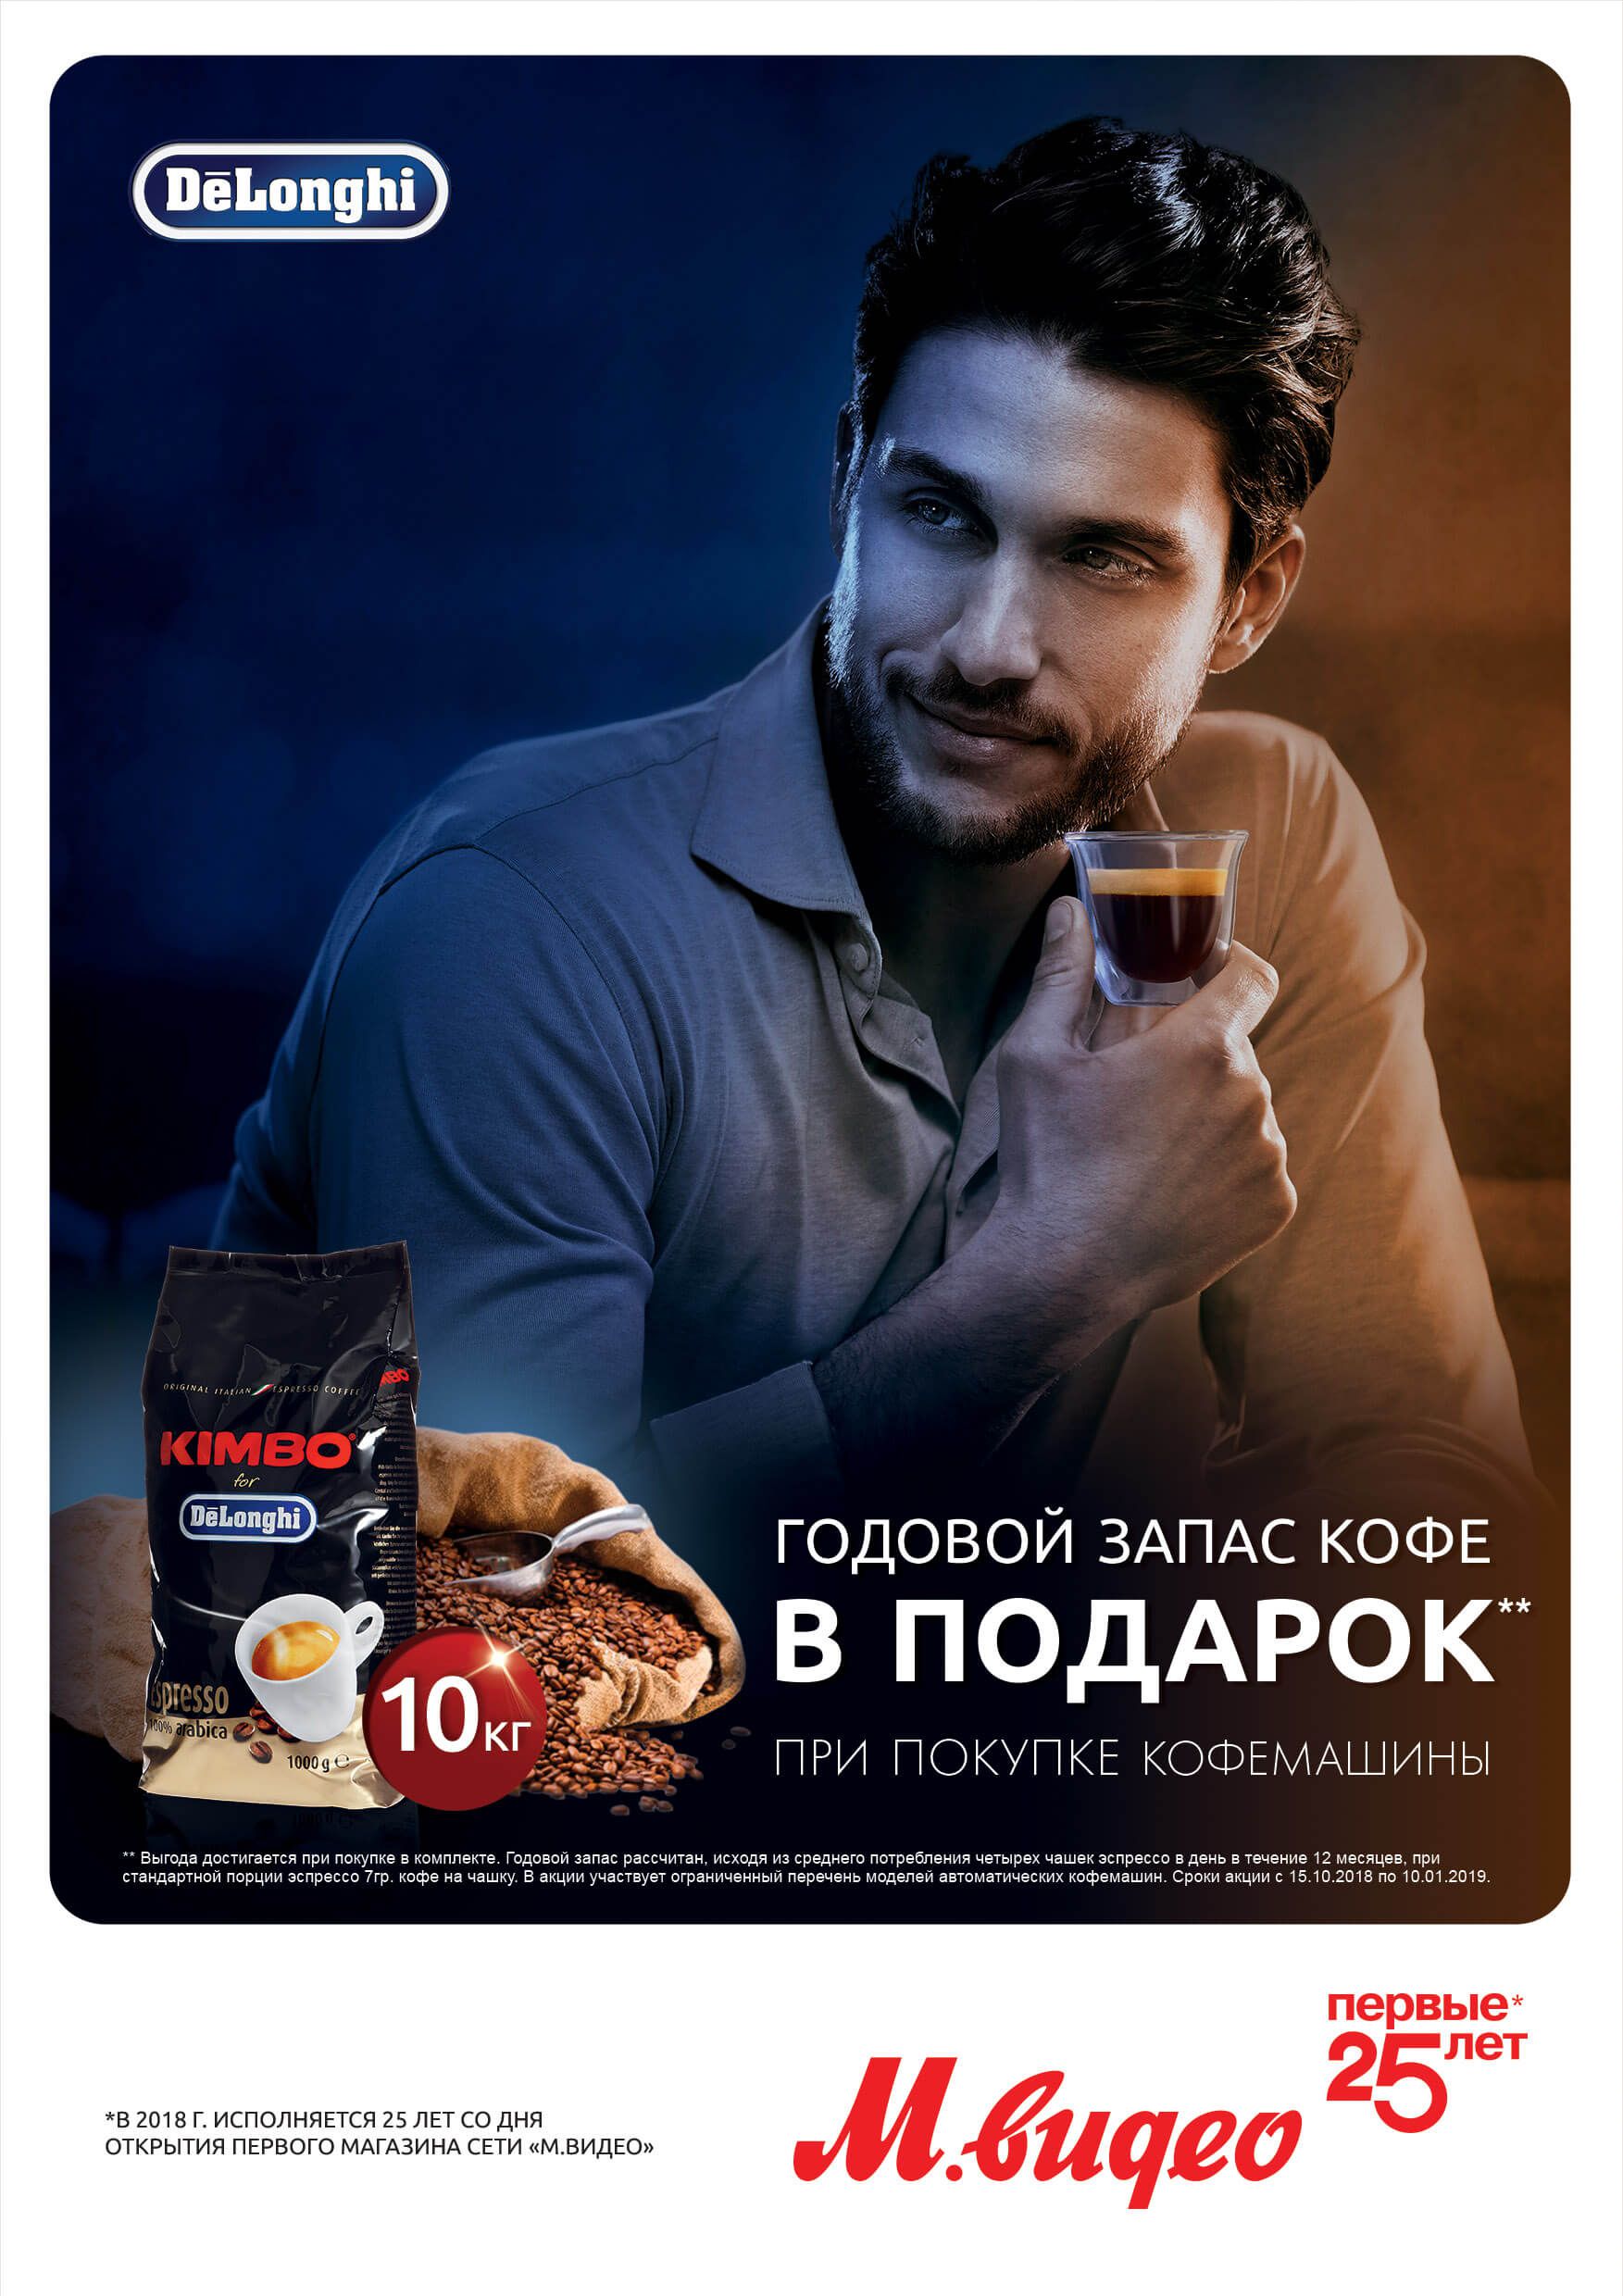 DēLonghi
ORIGINAL ITALIAN ESPRESSO COFFEE
KIMBO®
for
DēLonghi
espresso
100% arabica
1000 g ℮
10кг
ГОДОВОЙ ЗАПАС КОФЕ
В ПОДАРОК**
ПРИ ПОКУПКЕ КОФЕМАШИНЫ
** Выгода достигается при покупке в комплекте. Годовой запас рассчитан, исходя из среднего потребления четырех чашек эспрессо в день в течение 12 месяцев, при
стандартной порции эспрессо 7гр. кофе на чашку. В акции участвует ограниченный перечень моделей автоматических кофемашин. Сроки акции с 15.10.2018 по 10.01.2019.
первые*
25 лет
М.видео
*В 2018 Г. ИСПОЛНЯЕТСЯ 25 ЛЕТ СО ДНЯ
ОТКРЫТИЯ ПЕРВОГО МАГАЗИНА СЕТИ «М.ВИДЕО»